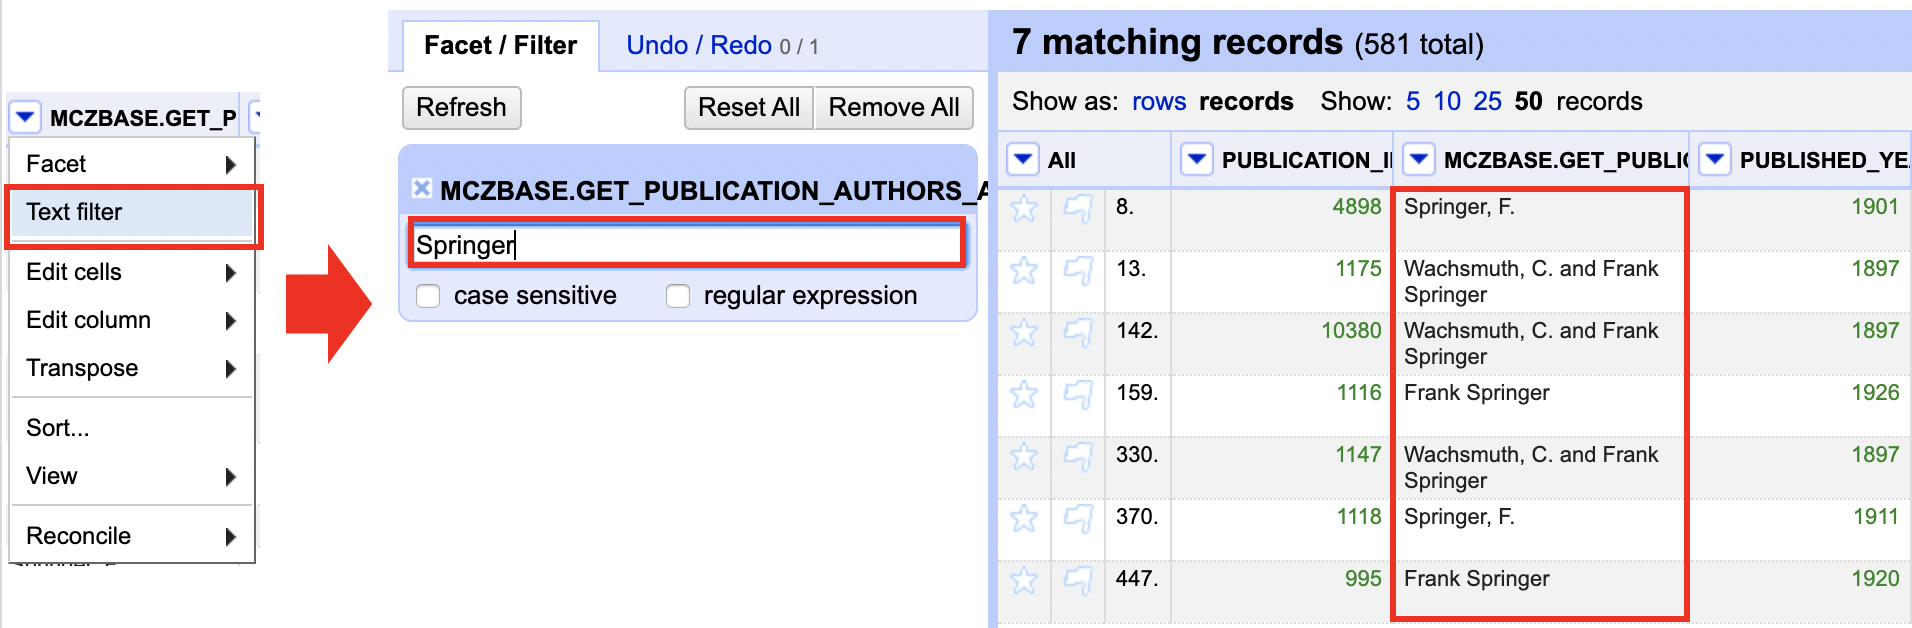 MCZBASE.GET_P
Facet
Text filter
Edit cells
Edit column
Transpose
Sort...
View
Reconcile
Facet / Filter
Undo / Redo 0 / 1
Refresh
Reset All
Remove All
MCZBASE.GET_PUBLICATION_AUTHORS_A
Springer
case sensitive
regular expression
7 matching records (581 total)
Show as: rows records Show: 5 10 25 50 records
All PUBLICATION_I MCZBASE.GET_PUBLIC PUBLISHED_YEA
8. 4898 Springer, F. 1901
13. 1175 Wachsmuth, C. and Frank 1897
Springer
142. 10380 Wachsmuth, C. and Frank 1897
Springer
159. 1116 Frank Springer 1926
330. 1147 Wachsmuth, C. and Frank 1897
Springer
370. 1118 Springer, F. 1911
447. 995 Frank Springer 1920